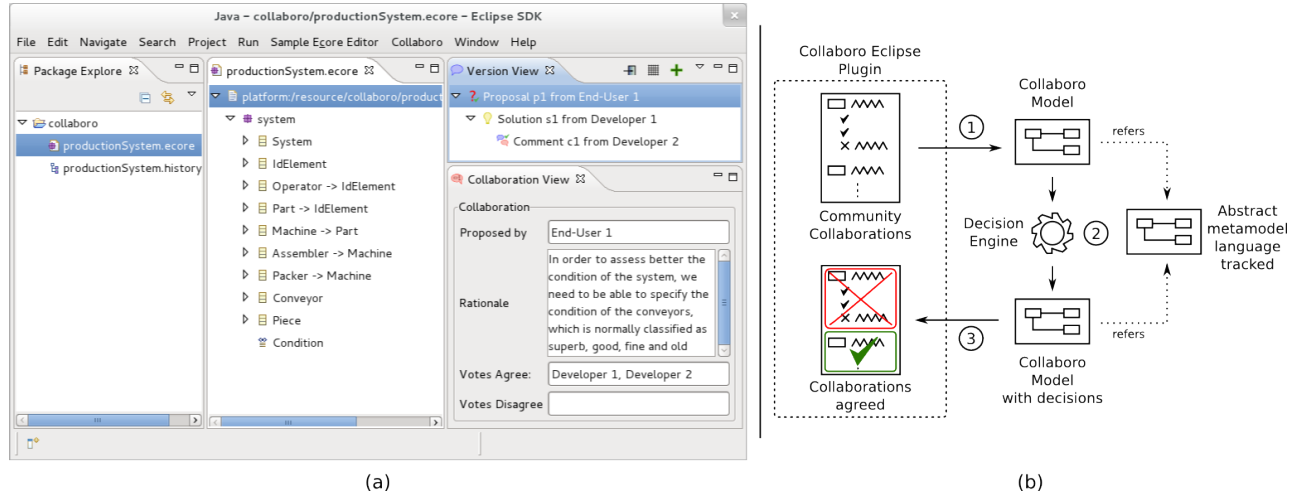 Java – collaboro/productionSystem.ecore – Eclipse SDK
File Edit Navigate Search Project Run Sample Ecore Editor Collaboro Window Help
Package Explore
collaboro
productionSystem.ecore
productionSystem.history
productionSystem.ecore
platform:/resource/collaboro/product
system
System
IdElement
Operator -> IdElement
Part -> IdElement
Machine -> Part
Assembler -> Machine
Packer -> Machine
Conveyor
Piece
Condition
Version View
Proposal p1 from End-User 1
Solution s1 from Developer 1
Comment c1 from Developer 2
Collaboration View
Collaboration
Proposed by End-User 1
Rationale
In order to assess better the
condition of the system, we
need to be able to specify the
condition of the conveyors,
which is normally classified as
superb, good, fine and old
Votes Agree: Developer 1, Developer 2
Votes Disagree
(a)
Collaboro Eclipse
Plugin
Community
Collaborations
Collaborations
agreed
1
Collaboro
Model
refers
Decision
Engine
2
Abstract
metamodel
language
tracked
3
refers
Collaboro
Model
with decisions
(b)